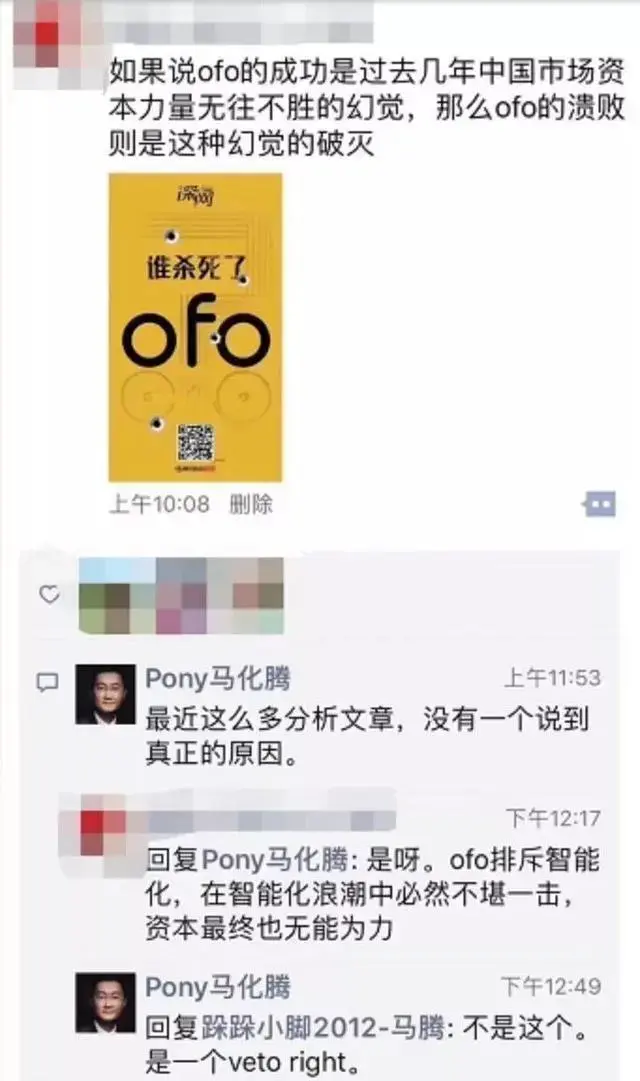 如果说ofo的成功是过去几年中国市场资
本力量无往不胜的幻觉，那么ofo的溃败
则是这种幻觉的破灭
深网
谁杀死了
ofo
上午10:08 删除
Pony马化腾 上午11:53
最近这么多分析文章，没有一个说到
真正的原因。
下午12:17
回复Pony马化腾: 是呀。ofo排斥智能
化，在智能化浪潮中必然不堪一击，
资本最终也无能为力
Pony马化腾 下午12:49
回复跺跺小脚2012-马腾: 不是这个。
是一个veto right。